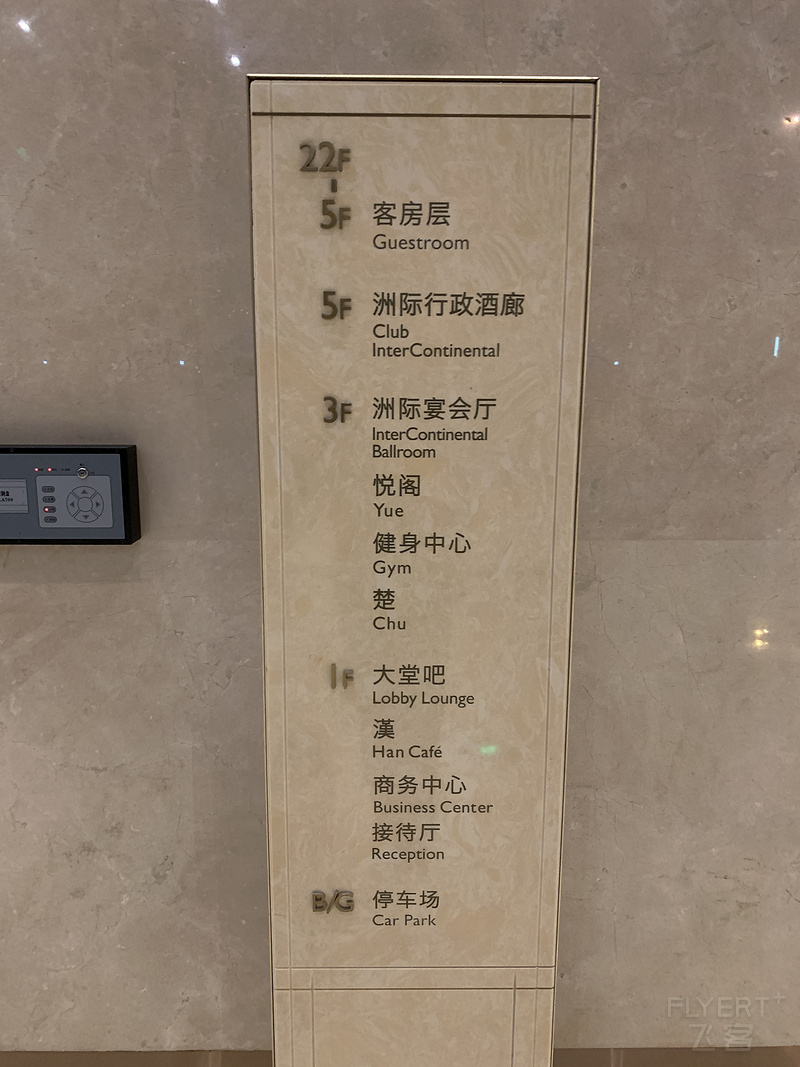 22F
5F 客房层
Guestroom
5F 洲际行政酒廊
Club
InterContinental
3F 洲际宴会厅
InterContinental
Ballroom
悦阁
Yue
健身中心
Gym
楚
Chu
1F 大堂吧
Lobby Lounge
漢
Han Café
商务中心
Business Center
接待厅
Reception
B/G 停车场
Car Park
FLYERT+
飞客